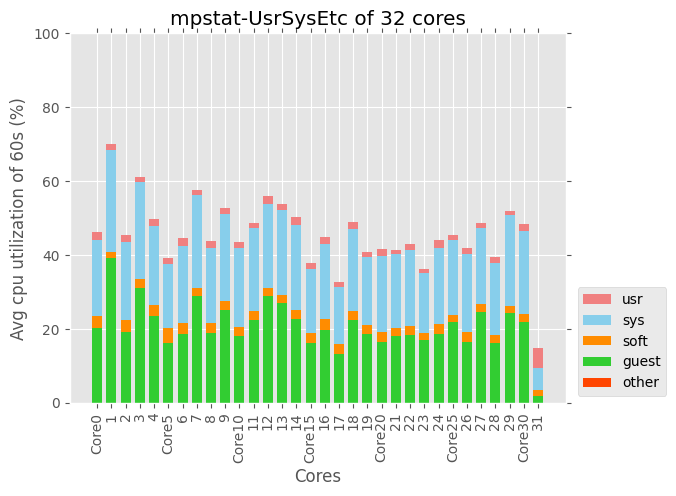 mpstat-UsrSysEtc of 32 cores
100
80
60
40
20
0
Avg cpu utilization of 60s (%)
Core0
1
2
3
4
Core5
6
7
8
9
Core10
11
12
13
14
Core15
16
17
18
19
Core20
21
22
23
24
Core25
26
27
28
29
Core30
31
Cores
usr
sys
soft
guest
other